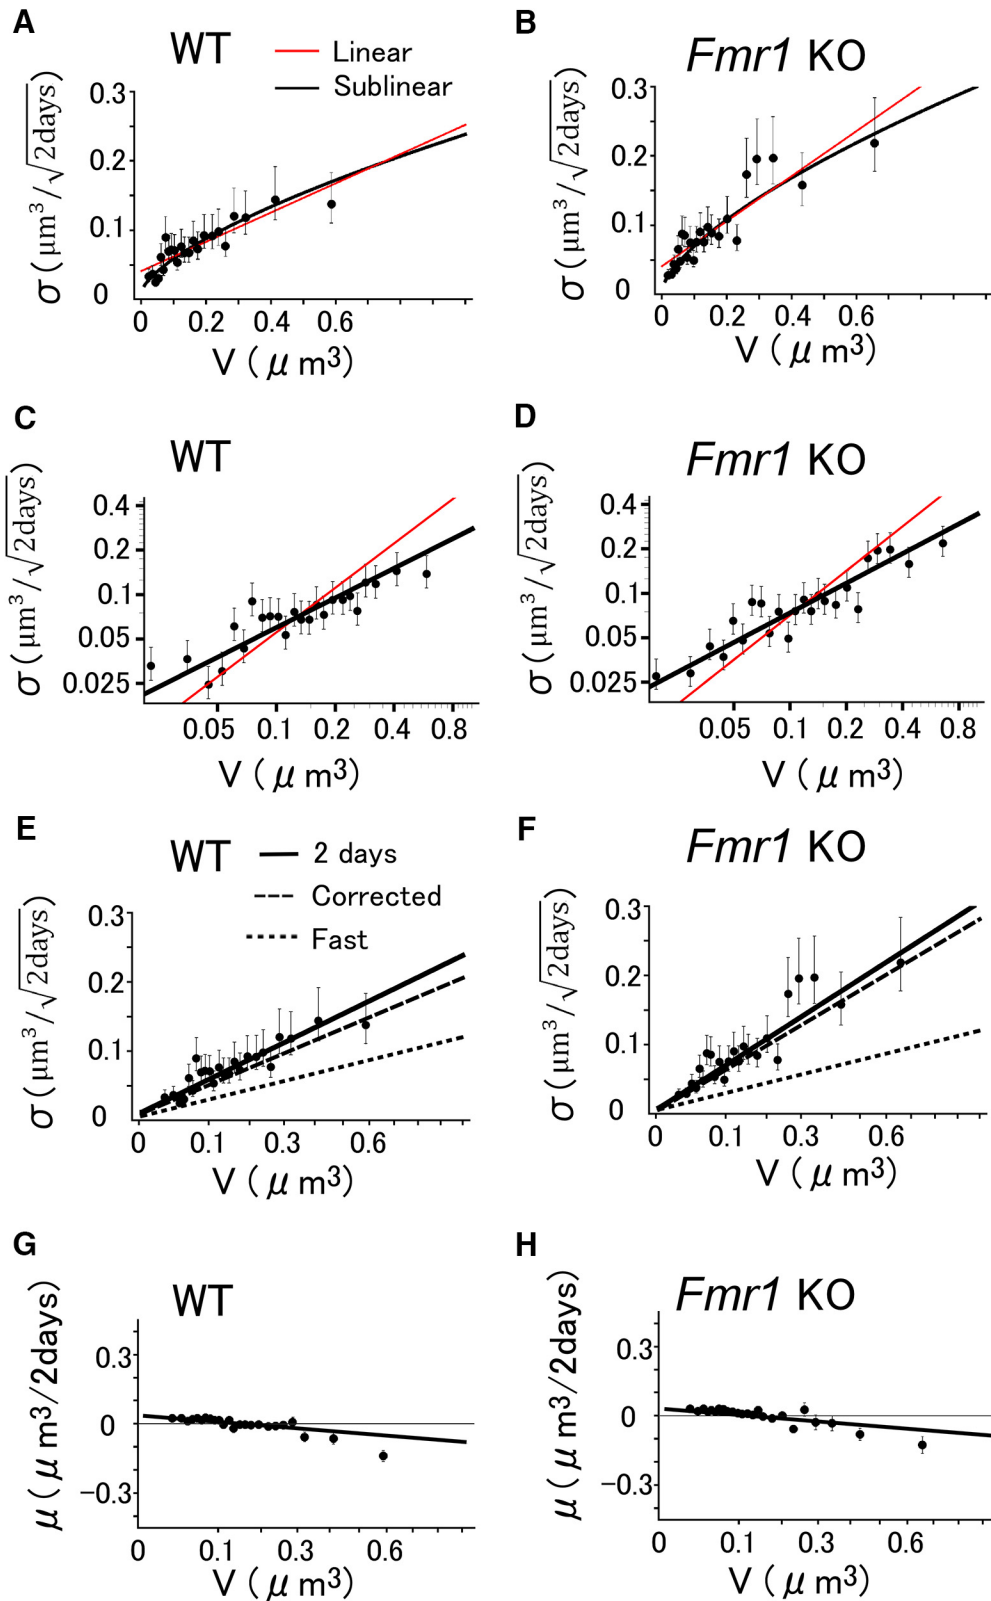 A
WT
Linear
Sublinear
σ ( μm³/√2days)
0.3
0.2
0.1
0
0 0.2 0.4 0.6
V ( μ m³)
B
Fmr1 KO
σ ( μm³/√2days)
0.3
0.2
0.1
0
0 0.2 0.4 0.6
V ( μ m³)
C
WT
σ ( μm³/√2days)
0.4
0.2
0.1
0.05
0.025
0.05 0.1 0.2 0.4 0.8
V ( μ m³)
D
Fmr1 KO
σ ( μm³/√2days)
0.4
0.2
0.1
0.05
0.025
0.05 0.1 0.2 0.4 0.8
V ( μ m³)
E
WT
2 days
Corrected
Fast
σ ( μm³/√2days)
0.3
0.2
0.1
0
0 0.1 0.3 0.6
V ( μ m³)
F
Fmr1 KO
σ ( μm³/√2days)
0.3
0.2
0.1
0
0 0.1 0.3 0.6
V ( μ m³)
G
WT
μ ( μ m³/2days)
0.3
0
−0.3
0 0.1 0.3 0.6
V ( μ m³)
H
Fmr1 KO
μ ( μ m³/2days)
0.3
0
−0.3
0 0.1 0.3 0.6
V ( μ m³)